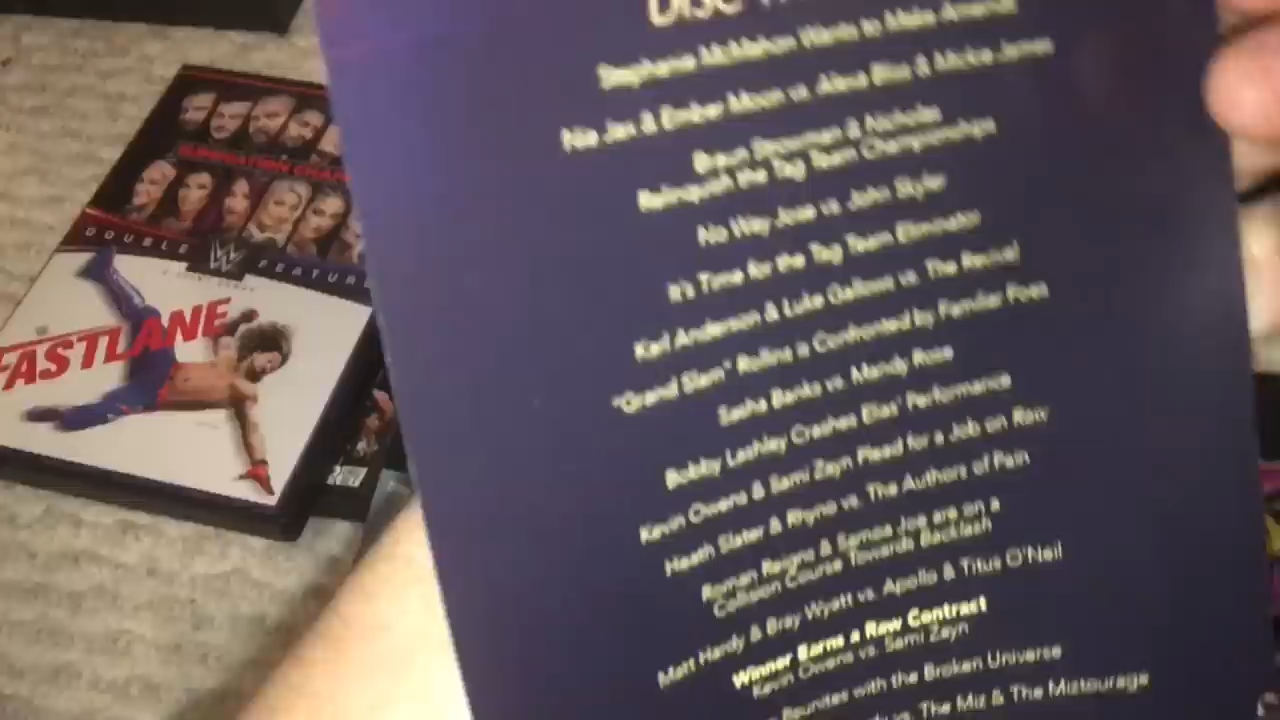 DISC
Stephanie McMahon Wants to Make Amends
Nia Jax & Ember Moon vs. Alexa Bliss & Mickie James
Braun Strowman & Nicholas
Relinquish the Tag Team Championships
No Way Jose vs. John Skyler
It's Time for the Tag Team Eliminator
Karl Anderson & Luke Gallows vs. The Revival
"Grand Slam" Rollins is Confronted by Familiar Foes
Sasha Banks vs. Mandy Rose
Bobby Lashley Crashes Elias' Performance
Kevin Owens & Sami Zayn Plead for a Job on Raw
Heath Slater & Rhyno vs. The Authors of Pain
Roman Reigns & Samoa Joe are on a
Collision Course Towards Backlash
Matt Hardy & Bray Wyatt vs. Apollo & Titus O'Neil
Winner Earns a Raw Contract
Kevin Owens vs. Sami Zayn
Reunites with the Broken Universe
vs. The Miz & The Miztourage
ELIMINATION CHAM
DOUBLE W FEATUR
FASTLANE